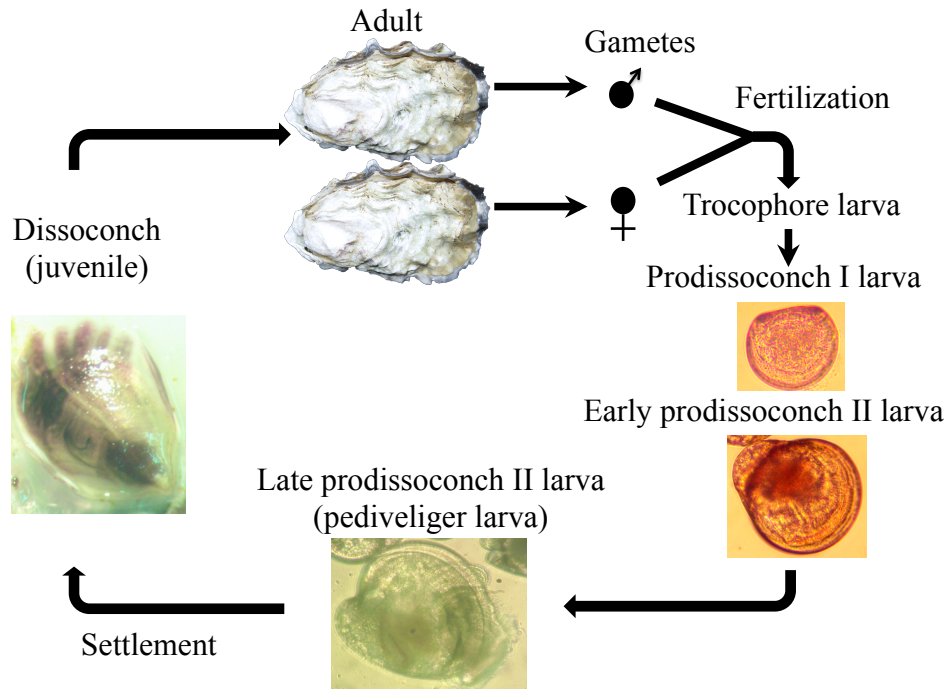 Adult
Gametes
Fertilization
Trocophore larva
Prodissoconch I larva
Early prodissoconch II larva
Late prodissoconch II larva
(pediveliger larva)
Settlement
Dissoconch
(juvenile)